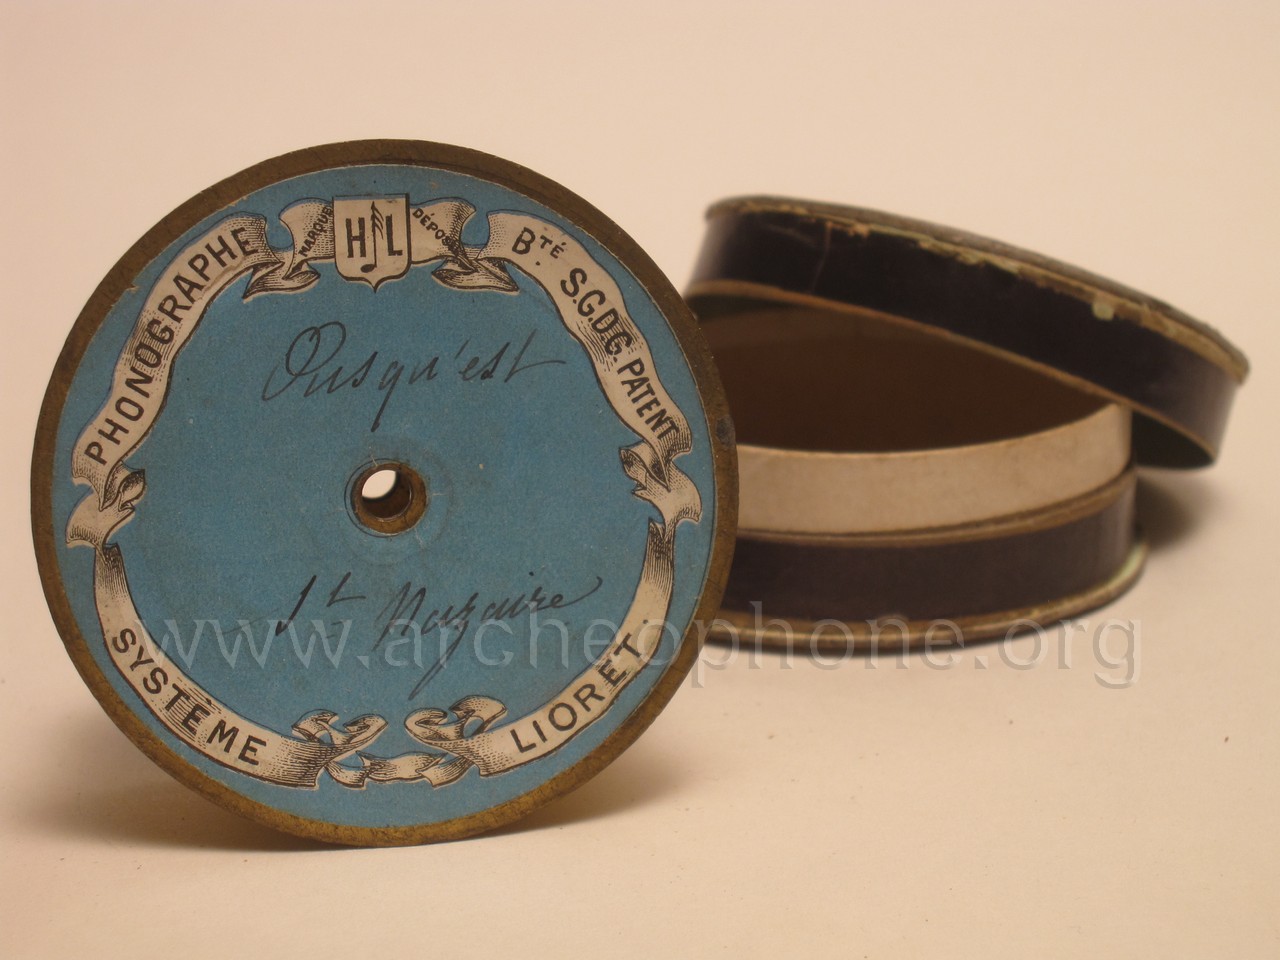 MARQUE DÉPOSÉE
H L
PHONOGRAPHE
BTÉ S.G.D.G. PATENT
Ousqu'est
St Nazaire
SYSTEME LIORET.
www.archeophone.org